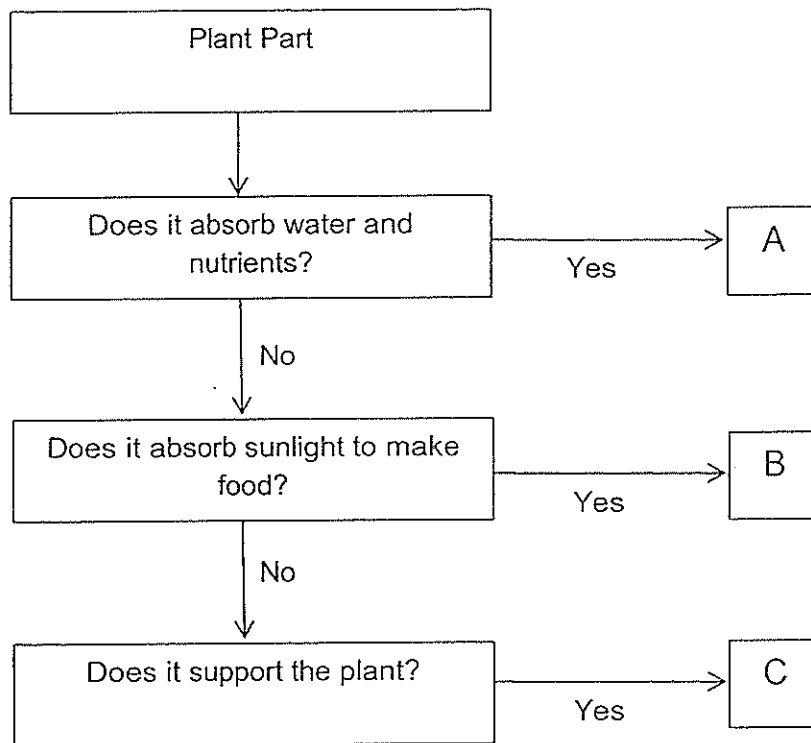 Plant Part
Does it absorb water and
nutrients?
Yes
A
No
Does it absorb sunlight to make
food?
Yes
B
No
Does it support the plant?
Yes
C